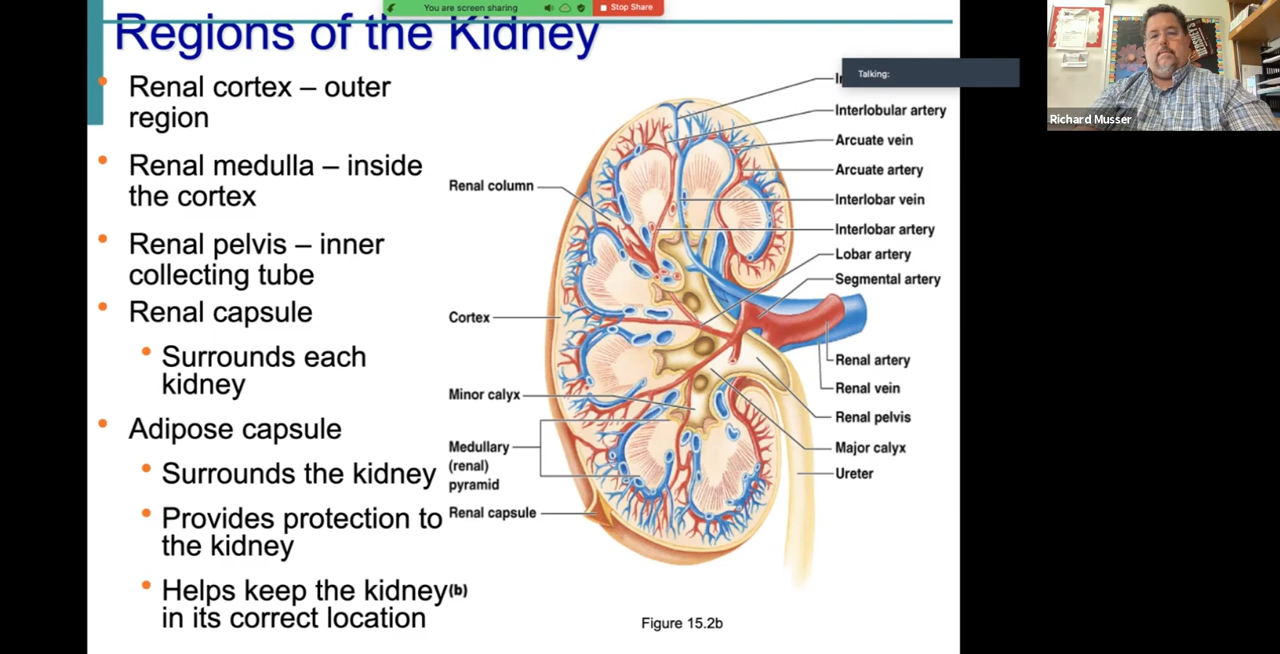 You are screen sharing
Stop Share
Regions of the Kidney
Renal cortex – outer
region
Renal medulla – inside
the cortex
Renal pelvis – inner
collecting tube
Renal capsule
Surrounds each
kidney
Adipose capsule
Surrounds the kidney
Provides protection to
the kidney
Helps keep the kidney
in its correct location
Renal column
Cortex
Minor calyx
Medullary
(renal)
pyramid
Renal capsule
(b)
Talking:
Interlobular artery
Arcuate vein
Arcuate artery
Interlobar vein
Interlobar artery
Lobar artery
Segmental artery
Renal artery
Renal vein
Renal pelvis
Major calyx
Ureter
Figure 15.2b
Richard Musser